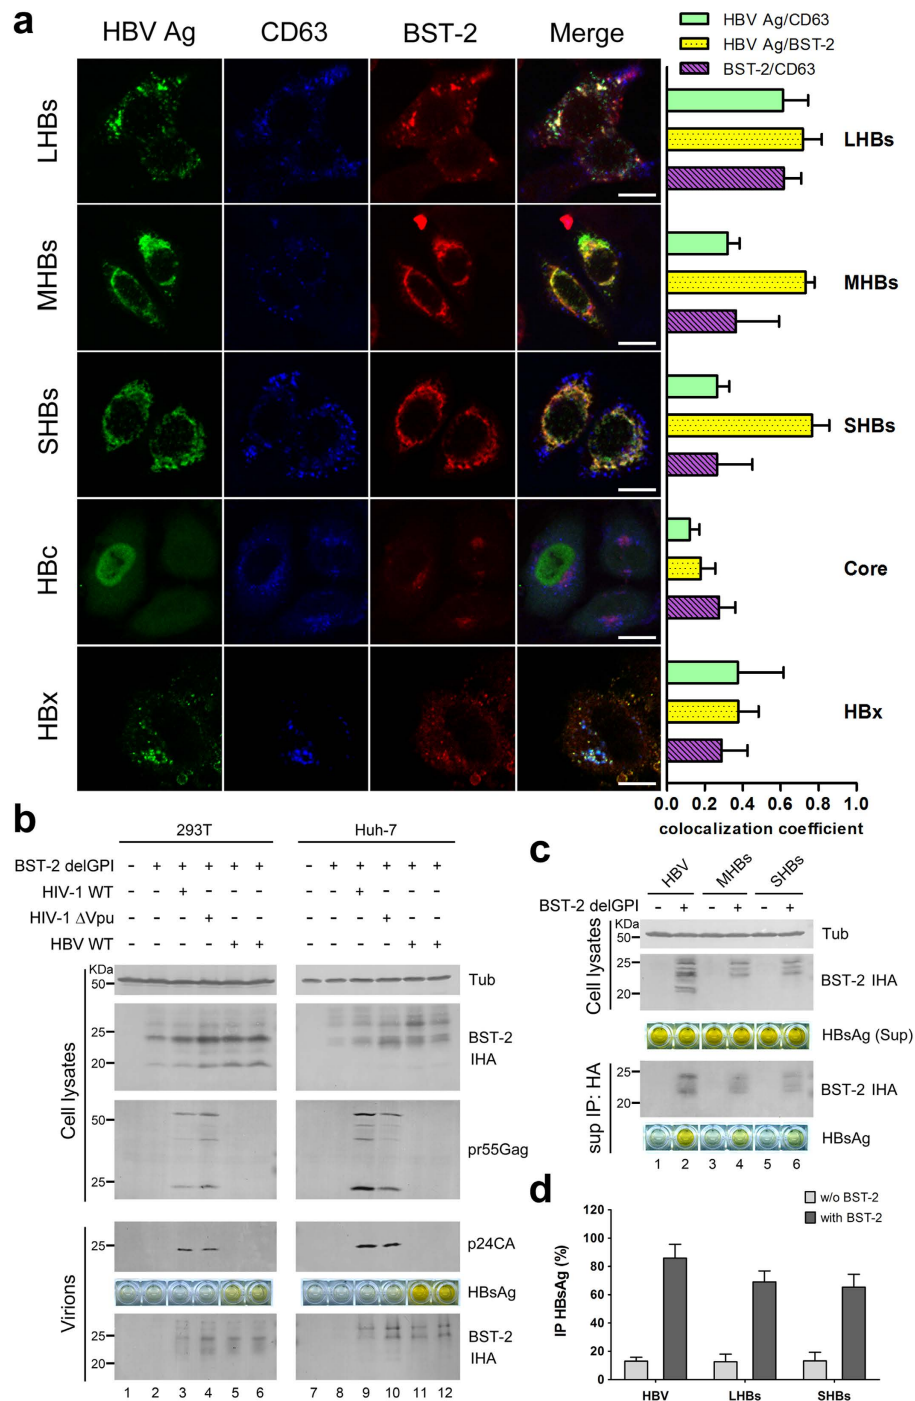 a
HBV Ag CD63 BST-2 Merge
HBV Ag/CD63
HBV Ag/BST-2
BST-2/CD63
LHBs LHBs
MHBs MHBs
SHBs SHBs
HBc Core
HBx HBx
0.0 0.2 0.4 0.6 0.8 1.0
colocalization coefficient
b
293T Huh-7
BST-2 delGPI - + + + + + - + + + + +
HIV-1 WT - - + - - - - - + - - -
HIV-1 ΔVpu - - - + - - - - - + - -
HBV WT - - - - + + - - - - + +
KDa
50 Tub
Cell lysates
25 BST-2
20 IHA
50
pr55Gag
25
Virions
25 p24CA
HBsAg
25 BST-2
20 IHA
1 2 3 4 5 6 7 8 9 10 11 12
c
HBV MHBs SHBs
BST-2 delGPI - + - + - +
KDa
50 Tub
Cell lysates
25
BST-2 IHA
20
HBsAg (Sup)
sup IP: HA
25
BST-2 IHA
20
HBsAg
1 2 3 4 5 6
d
w/o BST-2
with BST-2
IP HBsAg (%)
120
100
80
60
40
20
0
HBV LHBs SHBs